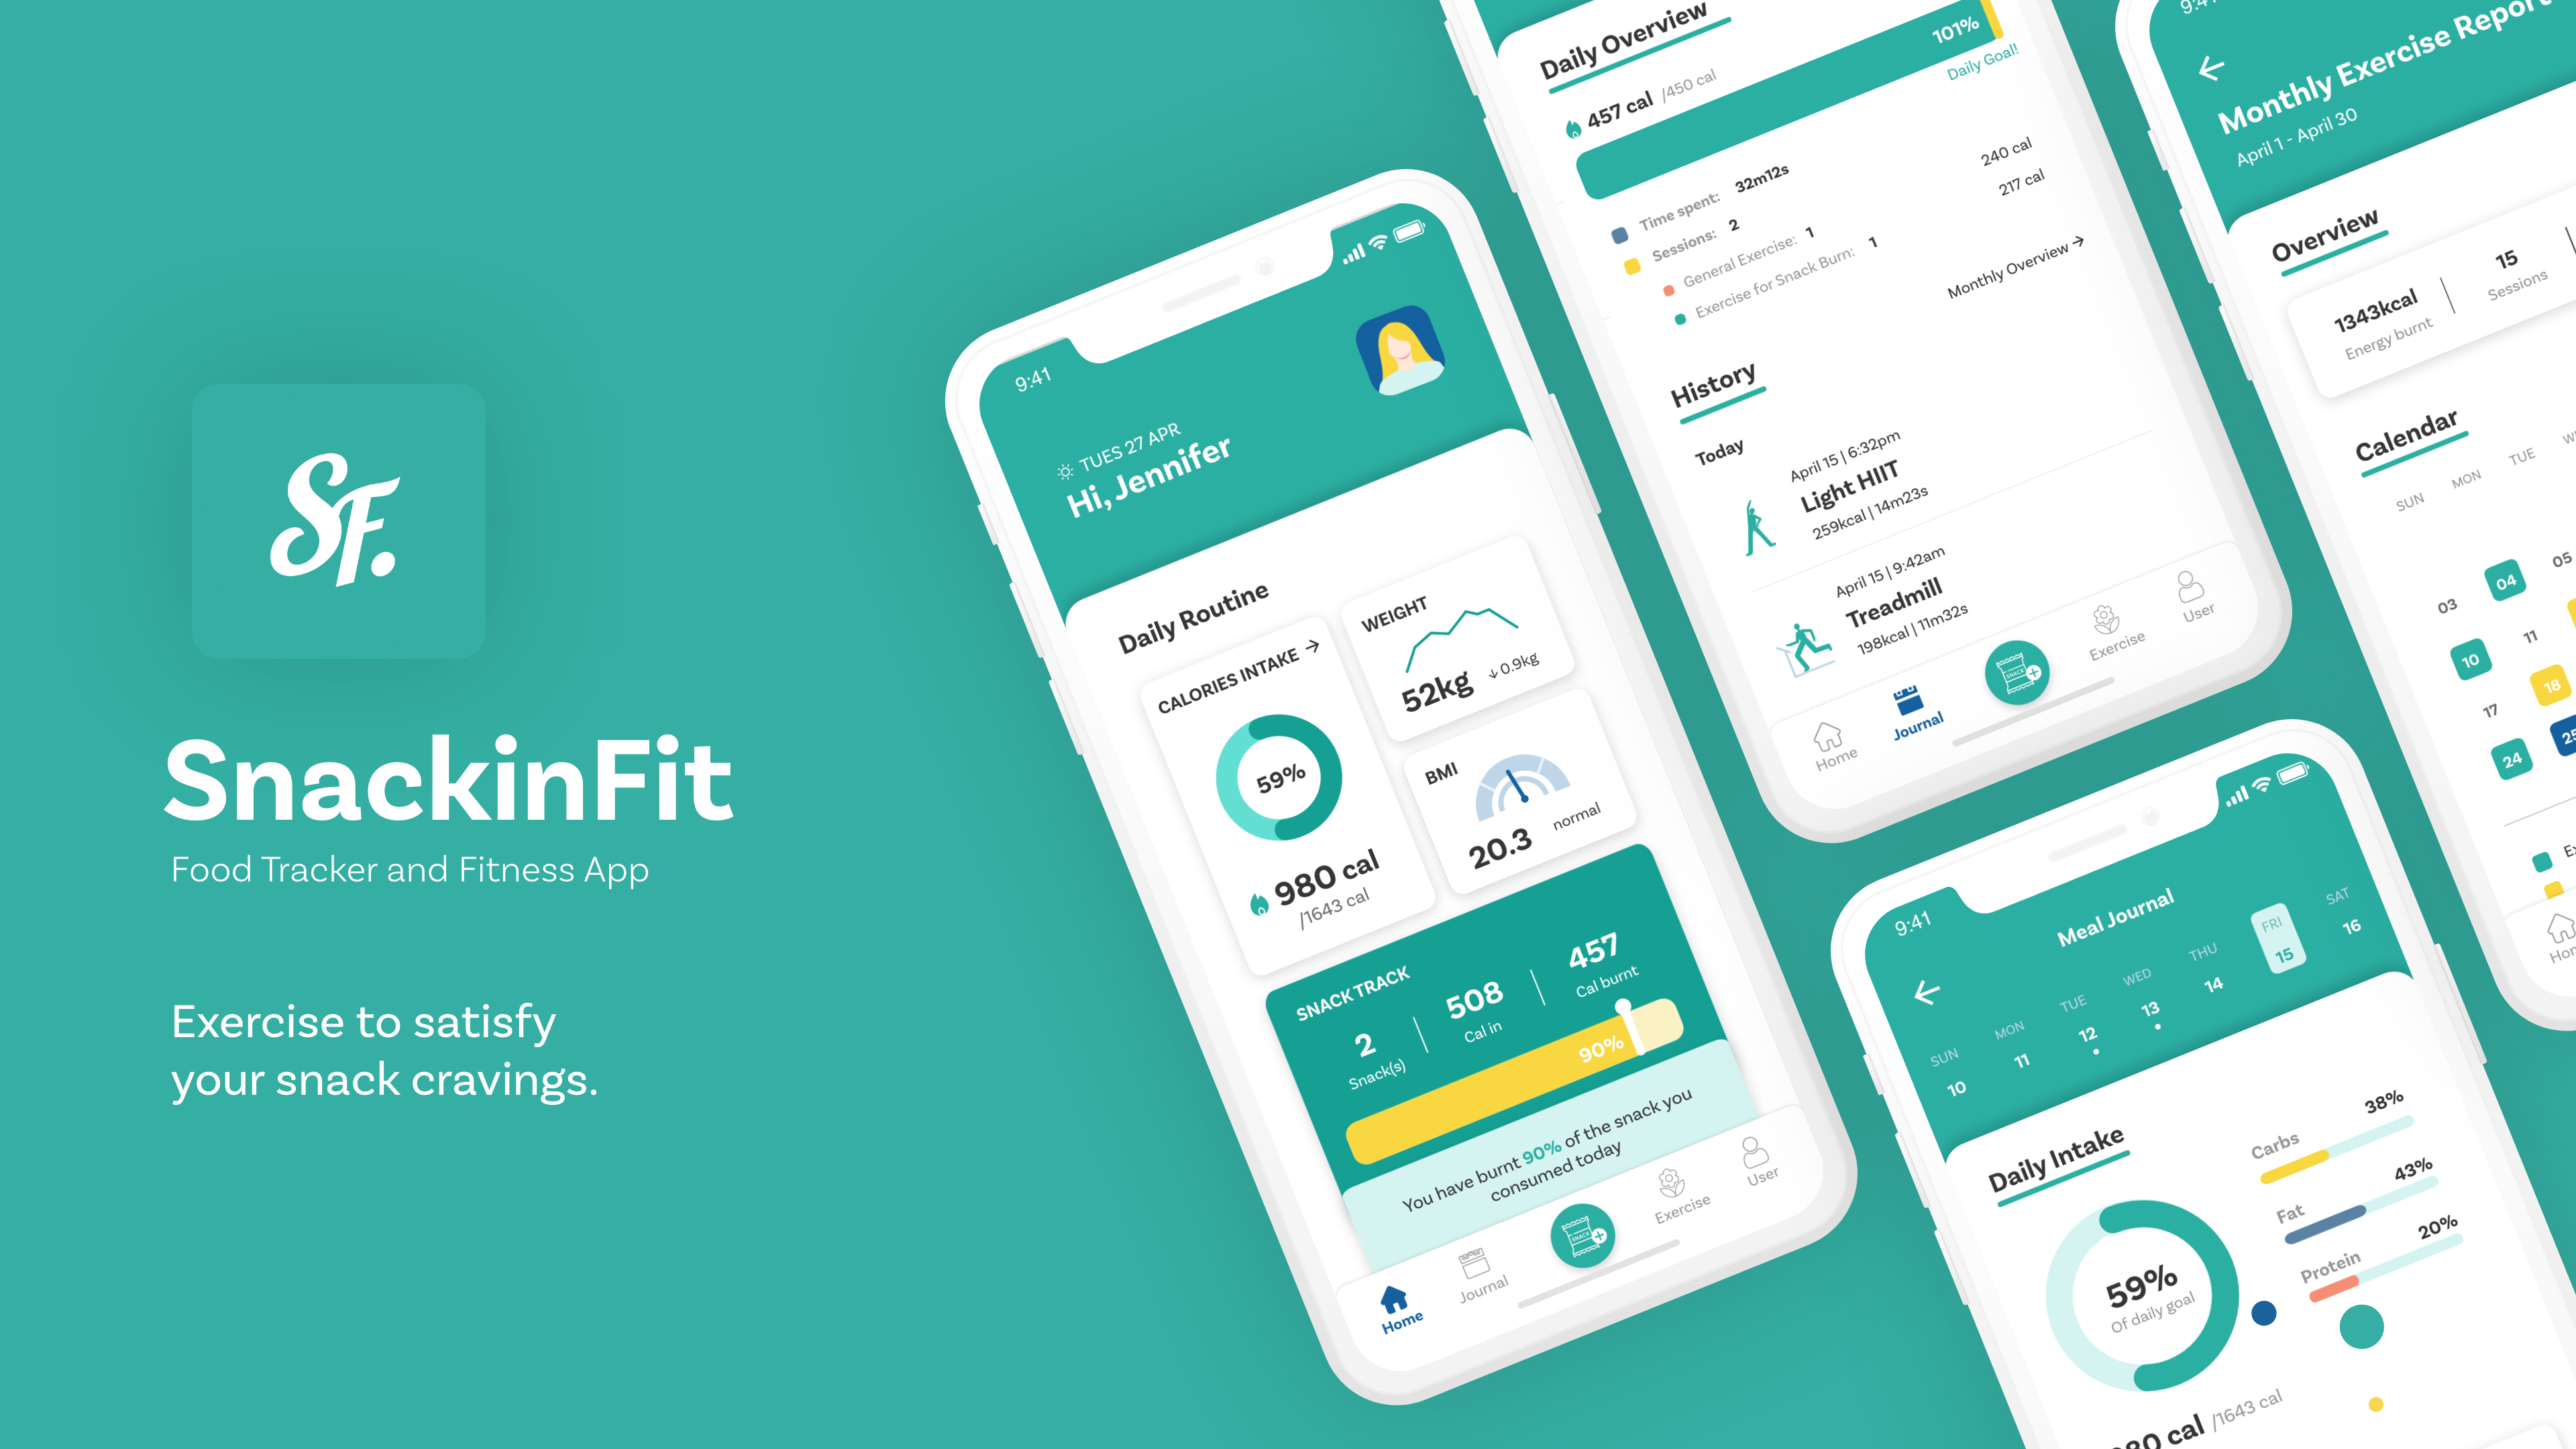 SF.
SnackinFit
Food Tracker and Fitness App
Exercise to satisfy
your snack cravings.
9:41
TUES 27 APR
Hi, Jennifer
Daily Routine
CALORIES INTAKE →
59%
980 cal
/1643 cal
WEIGHT
52kg ↓ 0.9kg
BMI
20.3 normal
SNACK TRACK
2
Snack(s)
508
Cal in
457
Cal burnt
90%
You have burnt 90% of the snack you
consumed today
Home
Journal
SNACK
Exercise
User
Daily Overview
457 cal /450 cal
101%
Daily Goal!
Time spent: 32m12s
Sessions: 2
General Exercise: 1
240 cal
Exercise for Snack Burn: 1
217 cal
Monthly Overview →
History
Today
April 15 | 6:32pm
Light HIIT
259kcal | 14m23s
April 15 | 9:42am
Treadmill
198kcal | 11m32s
Home
Journal
SNACK
Exercise
User
9:41
Monthly Exercise Report
April 1 - April 30
Overview
1343kcal
Energy burnt
15
Sessions
Calendar
SUN MON TUE
03 04 05
10 11
17 18
24 25
9:41
Meal Journal
SUN MON TUE WED THU FRI SAT
10 11 12 13 14 15 16
Daily Intake
59%
Of daily goal
Carbs 38%
Fat 43%
Protein 20%
cal /1643 cal